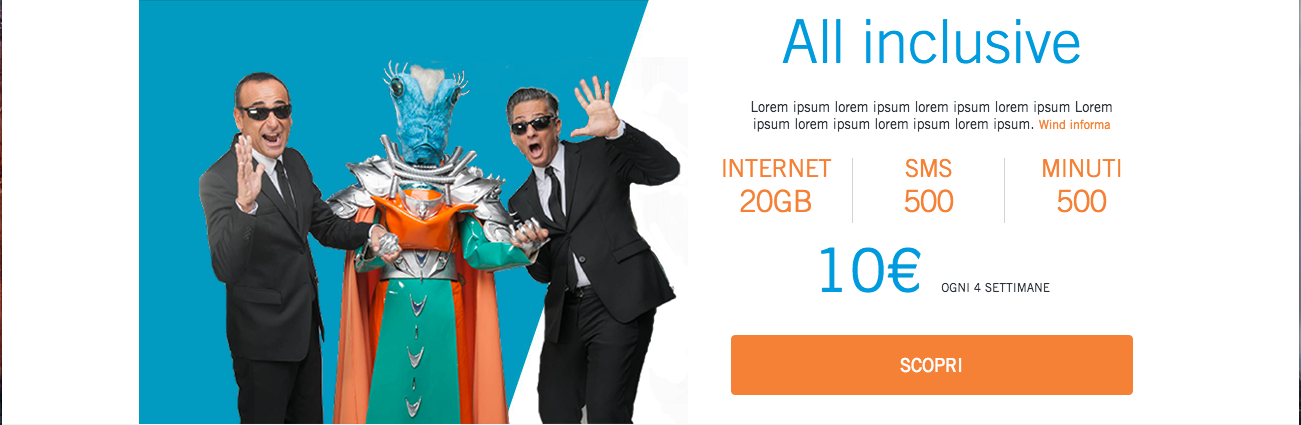 All inclusive
Lorem ipsum lorem ipsum lorem ipsum lorem ipsum Lorem
ipsum lorem ipsum lorem ipsum lorem ipsum. Wind informa
INTERNET
20GB
SMS
500
MINUTI
500
10€ OGNI 4 SETTIMANE
SCOPRI